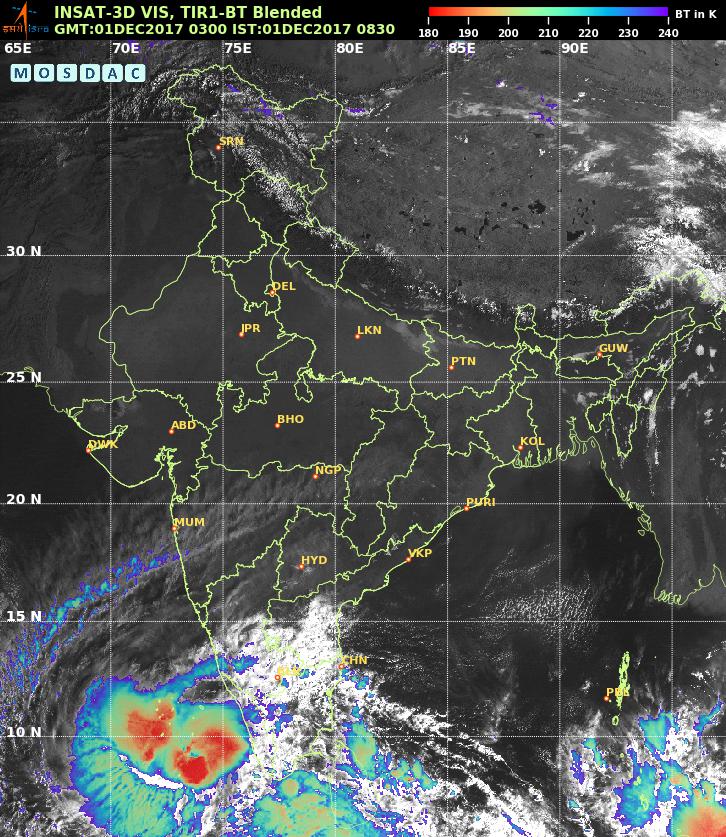 INSAT-3D VIS, TIR1-BT Blended
GMT:01DEC2017 0300 IST:01DEC2017 0830
BT in K
180 190 200 210 220 230 240
65E 70E 75E 80E 85E 90E
MOSDAC
SRN
30 N
DEL
JPR
LKN
GUW
PTN
25 N
ABD
BHO
DWK
KOL
NGP
20 N
PURI
MUM
VKP
HYD
15 N
CHN
10 N